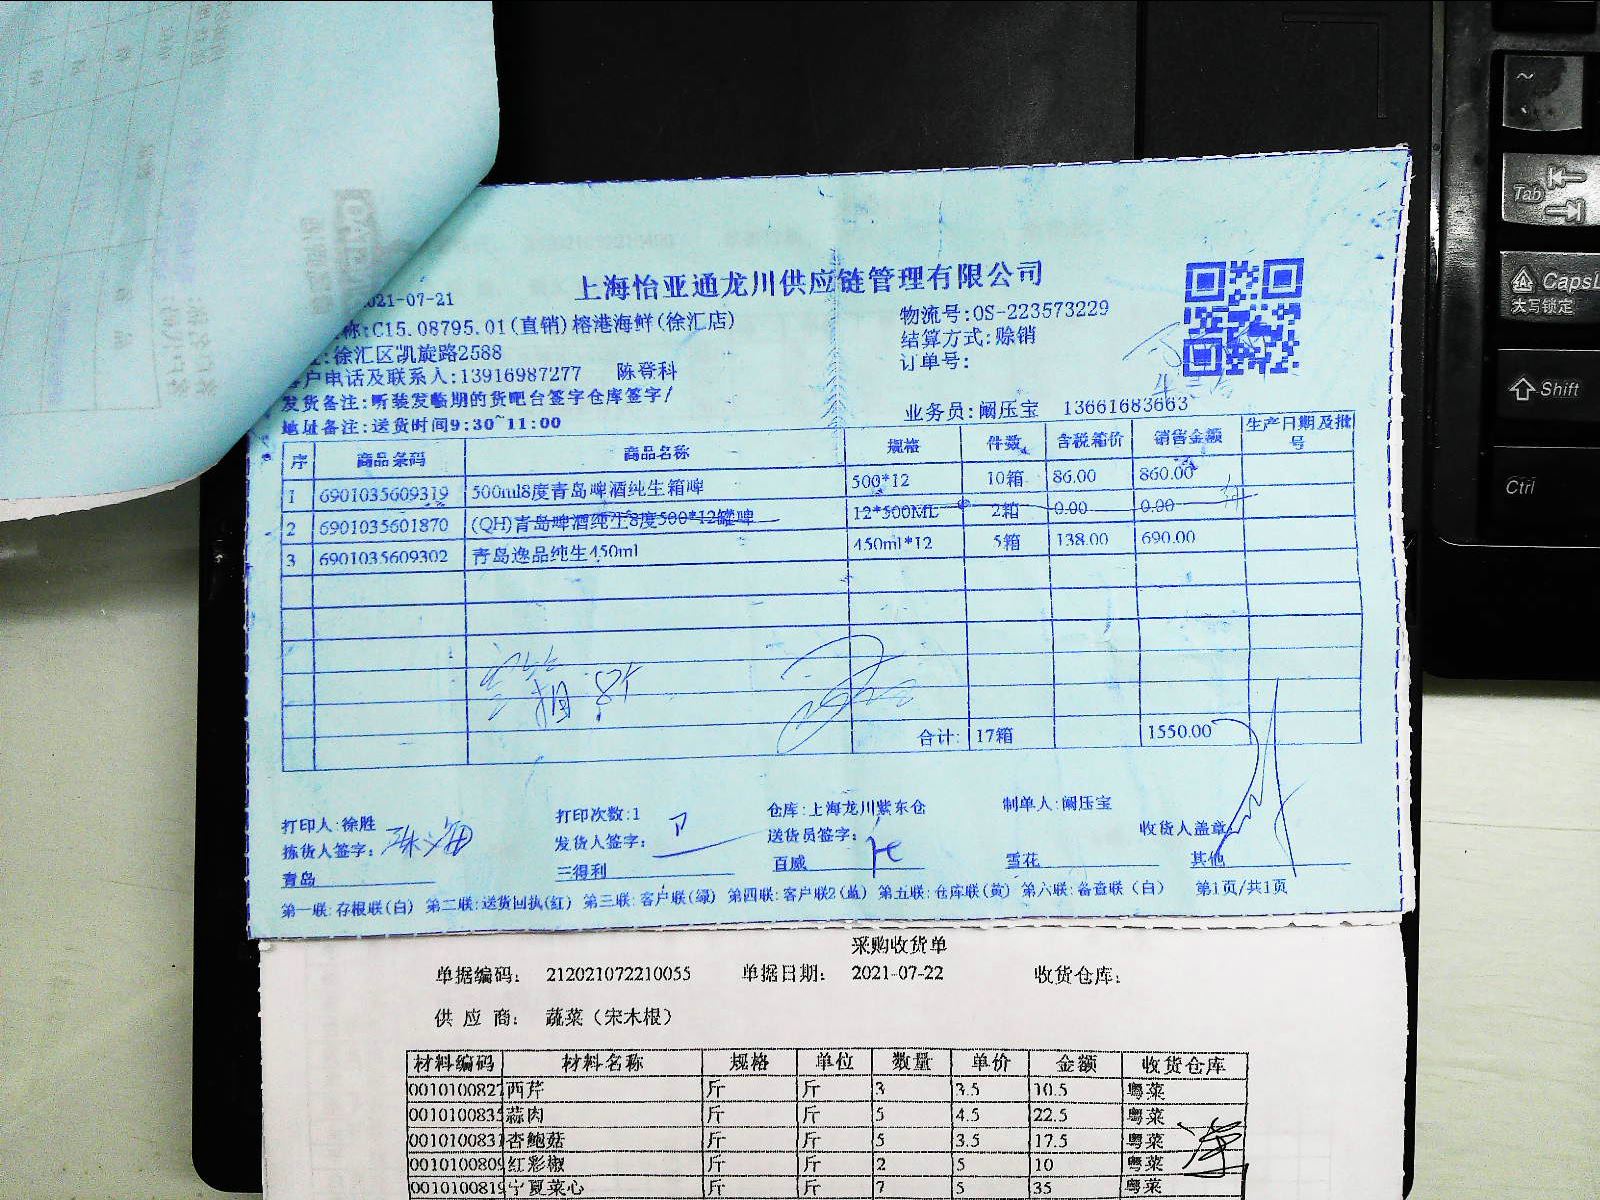 上海怡亚通龙川供应链管理有限公司
021-07-21
称:C15.08795.01(直销)榕港海鲜(徐汇店)
物流号:OS-223573229
:徐汇区凯旋路2588
结算方式:赊销
户电话及联系人:13916987277 陈登科
订单号:
发货备注:听装发临期的货吧台签字仓库签字!
地址备注:送货时间9:30~11:00
业务员:阚压宝 13661683663
序 商品条码 商品名称 规格 件数 含税箱价 销售金额 生产日期及批号
1 6901035609319 500ml8度青岛啤酒纯生箱啤 500*12 10箱 86.00 860.00
2 6901035601870 (QH)青岛啤酒纯生8度500*12罐啤 12*500ML 2箱 0.00 0.00
3 6901035609302 青岛逸品纯生450ml 450ml*12 5箱 138.00 690.00
合计: 17箱 1550.00
打印人:徐胜 打印次数:1 仓库:上海龙川紫东仓 制单人:阚压宝
拣货人签字: 发货人签字: 送货员签字: 收货人盖章
青岛 三得利 百威 雪花 其他
第一联:存根联(白) 第二联:送货回执(红) 第三联:客户联(绿) 第四联:客户联2(蓝) 第五联:仓库联(黄) 第六联:备查联(白) 第1页/共1页
采购收货单
单据编码: 212021072210055 单据日期: 2021-07-22 收货仓库:
供应商: 蔬菜(宋木根)
材料编码 材料名称 规格 单位 数量 单价 金额 收货仓库
0010100827 西芹 斤 斤 3 3.5 10.5 粤菜
0010100835 蒜肉 斤 斤 5 4.5 22.5 粤菜
0010100831 杏鲍菇 斤 斤 5 3.5 17.5 粤菜
0010100809 红彩椒 斤 斤 2 5 10 粤菜
0010100819 宁夏菜心 斤 斤 7 5 35 粤菜
~
Tab
CapsL
大写锁定
Shift
Ctrl